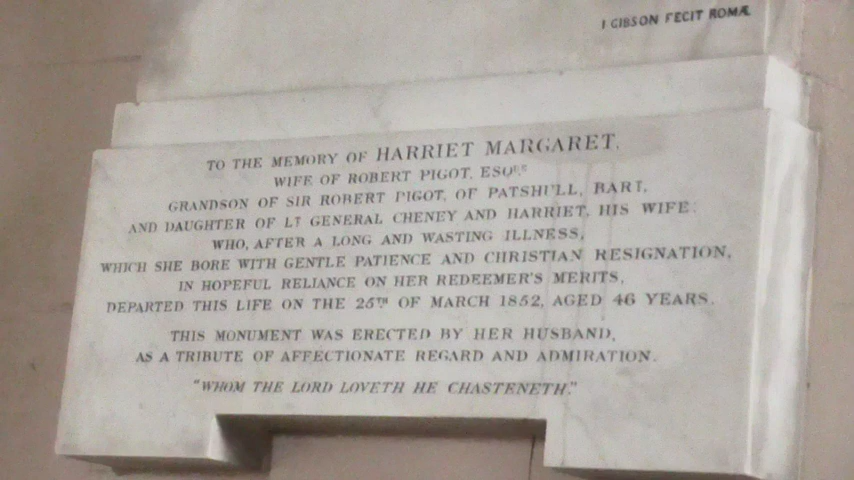 I GIBSON FECIT ROMÆ
TO THE MEMORY OF HARRIET MARGARET,
WIFE OF ROBERT PIGOT, ESQRE
GRANDSON OF SIR ROBERT PIGOT, OF PATSHULL, BART,
AND DAUGHTER OF LT GENERAL CHENEY AND HARRIET, HIS WIFE:
WHO, AFTER A LONG AND WASTING ILLNESS,
WHICH SHE BORE WITH GENTLE PATIENCE AND CHRISTIAN RESIGNATION,
IN HOPEFUL RELIANCE ON HER REDEEMER'S MERITS,
DEPARTED THIS LIFE ON THE 25TH OF MARCH 1852, AGED 46 YEARS.
THIS MONUMENT WAS ERECTED BY HER HUSBAND,
AS A TRIBUTE OF AFFECTIONATE REGARD AND ADMIRATION.
"WHOM THE LORD LOVETH HE CHASTENETH."